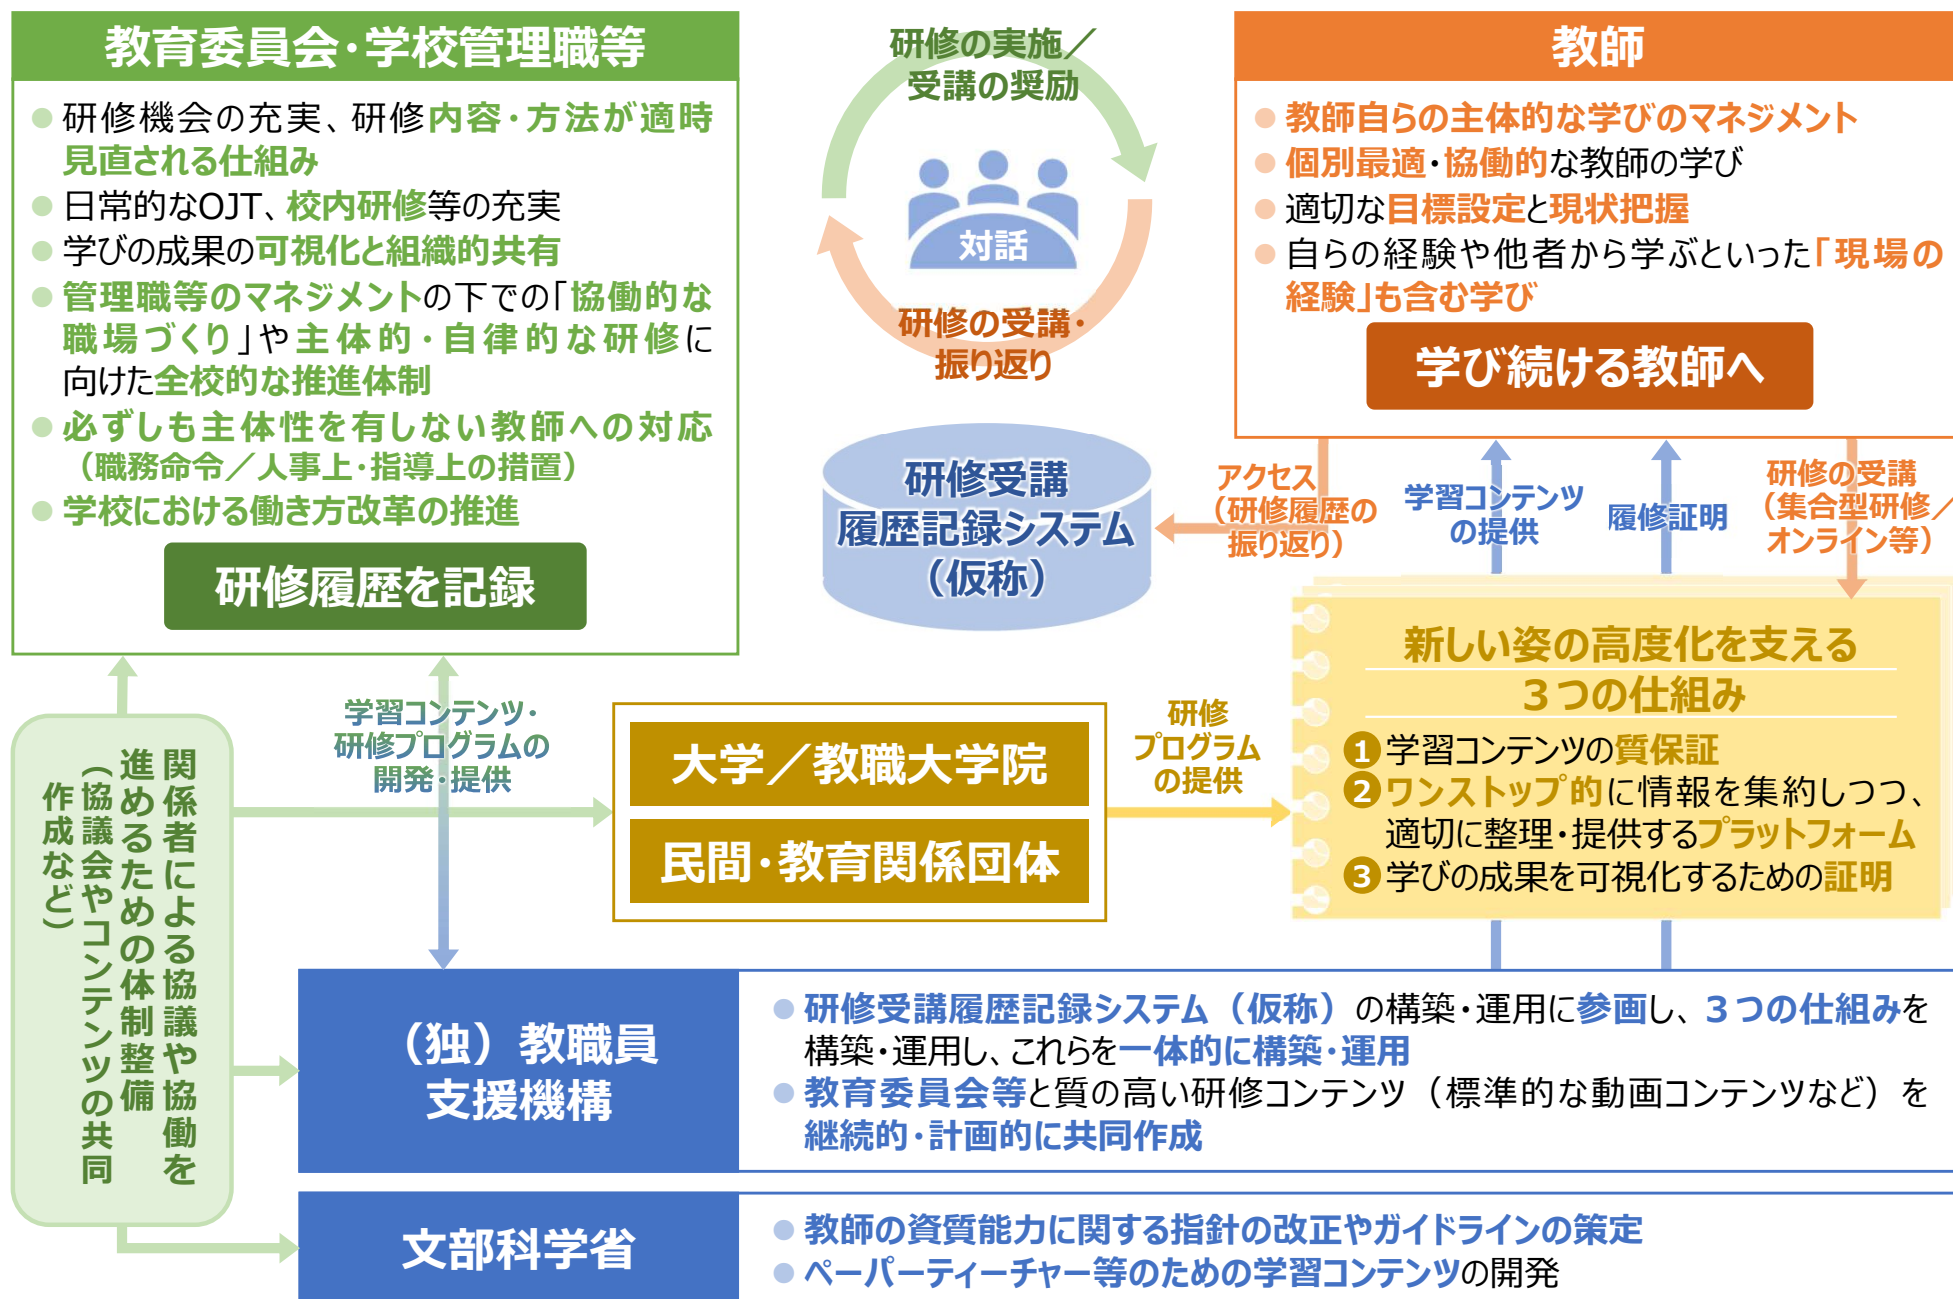 教育委員会・学校管理職等
●研修機会の充実、研修内容・方法が適時
見直される仕組み
●日常的なOJT、校内研修等の充実
●学びの成果の可視化と組織的共有
●管理職等のマネジメントの下での「協働的な
職場づくり」や主体的・自律的な研修に
向けた全校的な推進体制
●必ずしも主体性を有しない教師への対応
（職務命令／人事上・指導上の措置）
●学校における働き方改革の推進
研修履歴を記録
研修の実施／
受講の奨励
対話
研修の受講・
振り返り
研修受講
履歴記録システム
（仮称）
教師
●教師自らの主体的な学びのマネジメント
●個別最適・協働的な教師の学び
●適切な目標設定と現状把握
●自らの経験や他者から学ぶといった「現場の
経験」も含む学び
学び続ける教師へ
アクセス
（研修履歴の
振り返り）
学習コンテンツ
の提供
履修証明
研修の受講
（集合型研修／
オンライン等）
新しい姿の高度化を支える
３つの仕組み
❶学習コンテンツの質保証
❷ワンストップ的に情報を集約しつつ、
適切に整理・提供するプラットフォーム
❸学びの成果を可視化するための証明
学習コンテンツ・
研修プログラムの
開発・提供
大学／教職大学院
民間・教育関係団体
研修
プログラム
の提供
関係者による協議や協働を
進めるための体制整備
（協議会やコンテンツの共同
作成など）
（独）教職員
支援機構
●研修受講履歴記録システム（仮称）の構築・運用に参画し、３つの仕組みを
構築・運用し、これらを一体的に構築・運用
●教育委員会等と質の高い研修コンテンツ（標準的な動画コンテンツなど）を
継続的・計画的に共同作成
文部科学省
●教師の資質能力に関する指針の改正やガイドラインの策定
●ペーパーティーチャー等のための学習コンテンツの開発